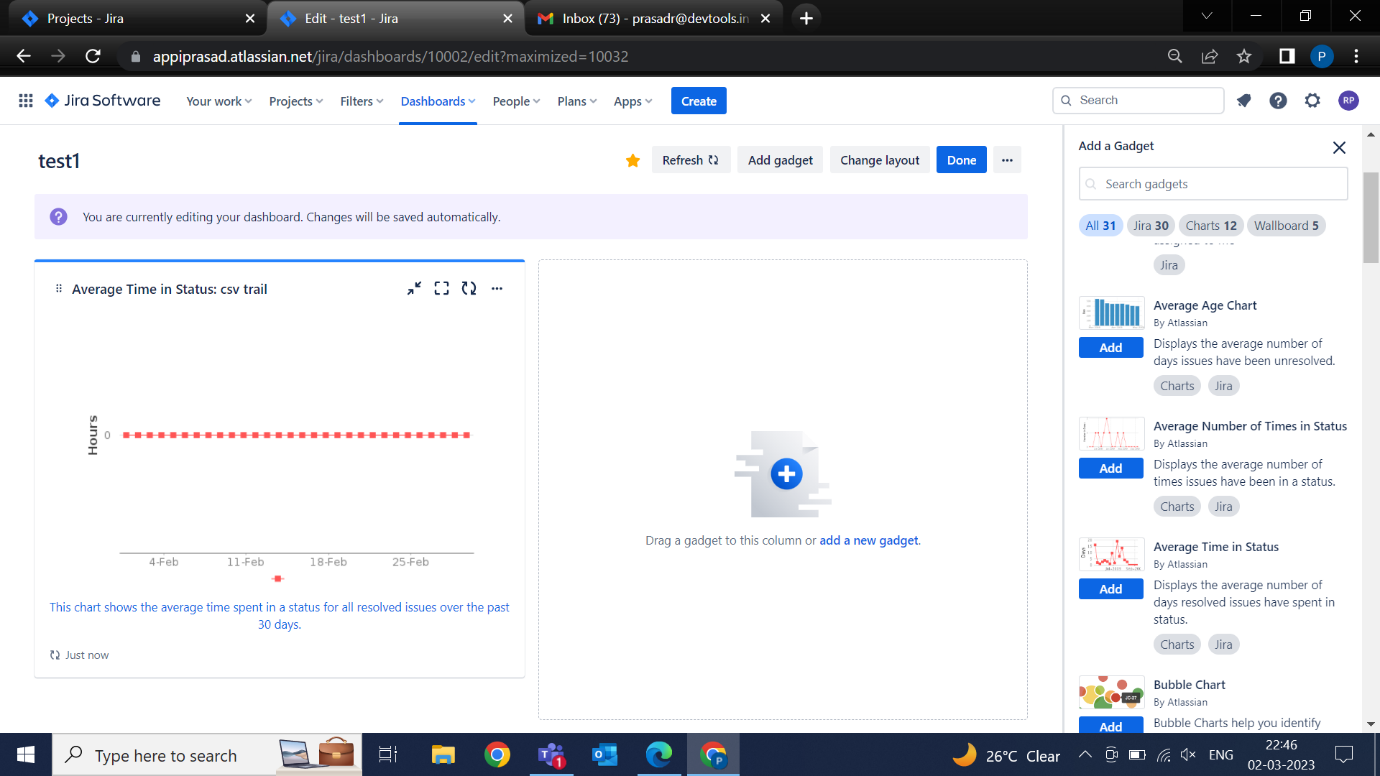 Projects - Jira
Edit - test1 - Jira
Inbox (73) - prasadr@devtools.in
appiprasad.atlassian.net/jira/dashboards/10002/edit?maximized=10032
P
Jira Software
Your work
Projects
Filters
Dashboards
People
Plans
Apps
Create
Search
RP
test1
Refresh
Add gadget
Change layout
Done
You are currently editing your dashboard. Changes will be saved automatically.
Average Time in Status: csv trail
Hours
0
4-Feb 11-Feb 18-Feb 25-Feb
This chart shows the average time spent in a status for all resolved issues over the past
30 days.
Just now
Drag a gadget to this column or add a new gadget.
Add a Gadget
Search gadgets
All 31 Jira 30 Charts 12 Wallboard 5
Jira
Average Age Chart
By Atlassian
Add
Displays the average number of
days issues have been unresolved.
Charts Jira
Average Number of Times in Status
By Atlassian
Add
Displays the average number of
times issues have been in a status.
Charts Jira
Average Time in Status
By Atlassian
Add
Displays the average number of
days resolved issues have spent in
status.
Charts Jira
Bubble Chart
By Atlassian
Add
Bubble Charts help you identify
Type here to search
26°C Clear
ENG
22:46
02-03-2023